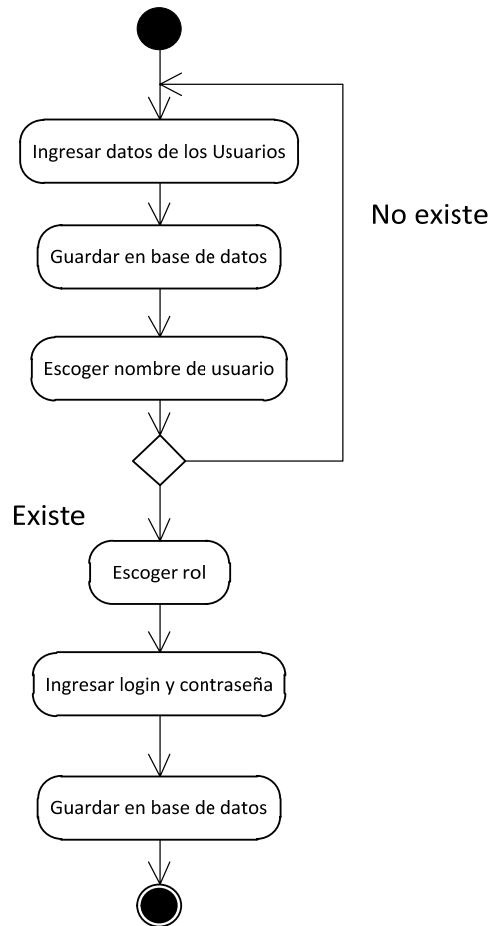 Ingresar datos de los Usuarios
No existe
Guardar en base de datos
Escoger nombre de usuario
Existe
Escoger rol
Ingresar login y contraseña
Guardar en base de datos